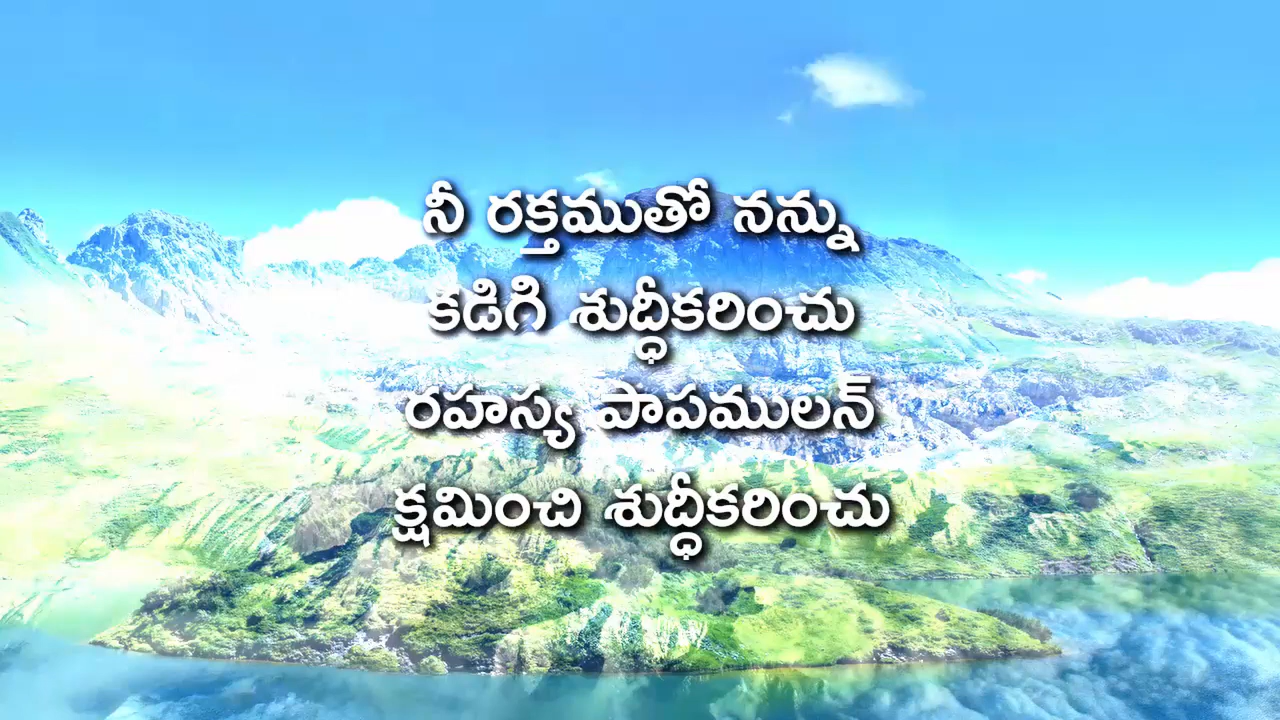 నీ రక్తముతో నన్ను
కడిగి శుద్ధీకరించు
రహస్య పాపములన్
క్షమించి శుద్ధీకరించు